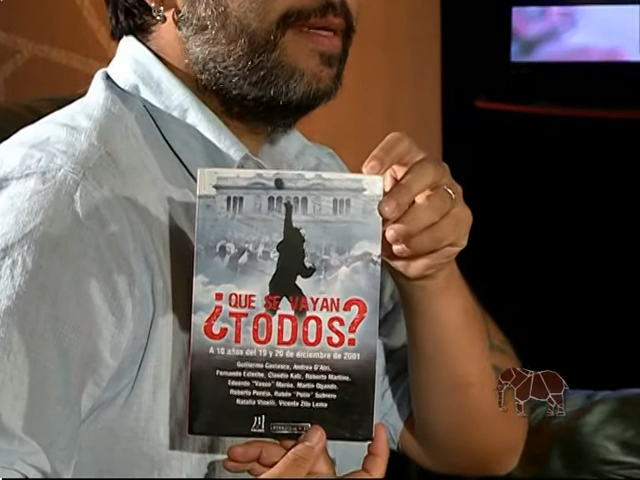 ¿QUE SE VAYAN
TODOS?
A 10 años del 19 y 20 de diciembre de 2001
Guillermo Cieza, Andrea D'Atri,
Fernando Esteche, Claudio Katz, Roberto Martino,
Eduardo "Vasco" Murúa, Martín Ogando,
Roberto Perdía, Rubén "Pollo" Sobrero
Natalia Vinelli, Vicente Zito Lema